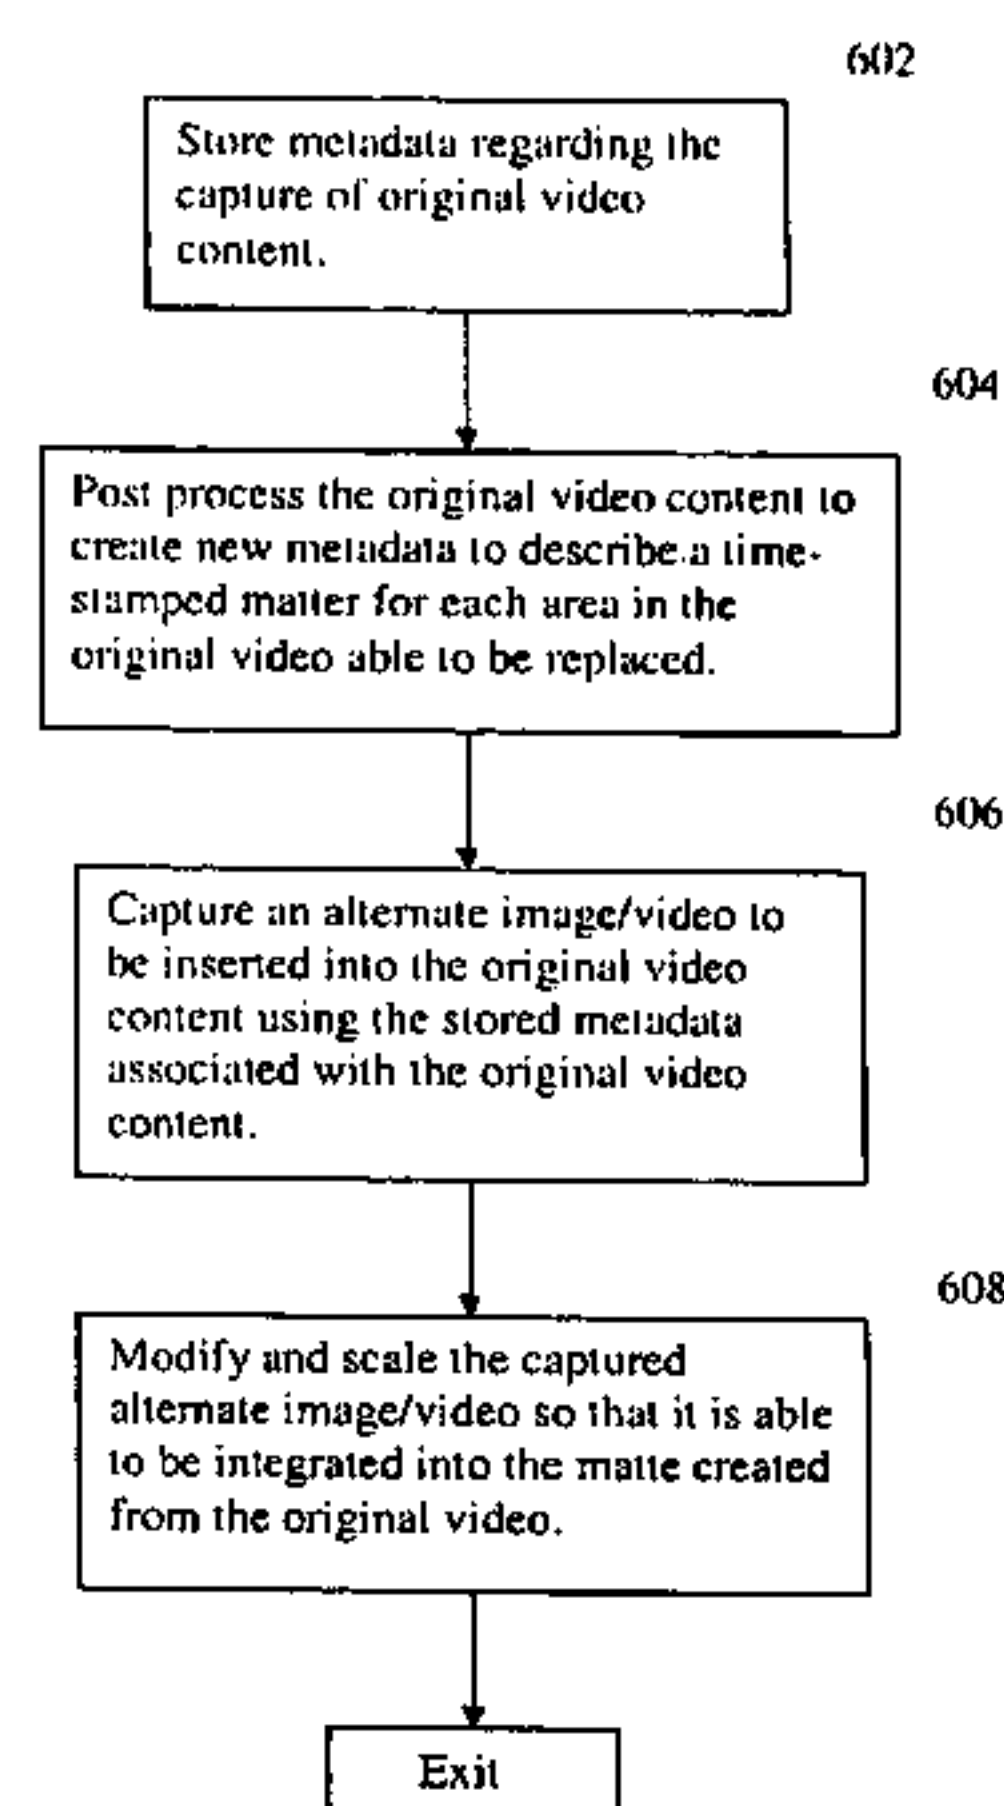 602
Store metadata regarding the
capture of original video
content.
604
Post process the original video content to
create new metadata to describe a time-
stamped matter for each area in the
original video able to be replaced.
606
Capture an alternate image/video to
be inserted into the original video
content using the stored metadata
associated with the original video
content.
608
Modify and scale the captured
alternate image/video so that it is able
to be integrated into the matte created
from the original video.
Exit